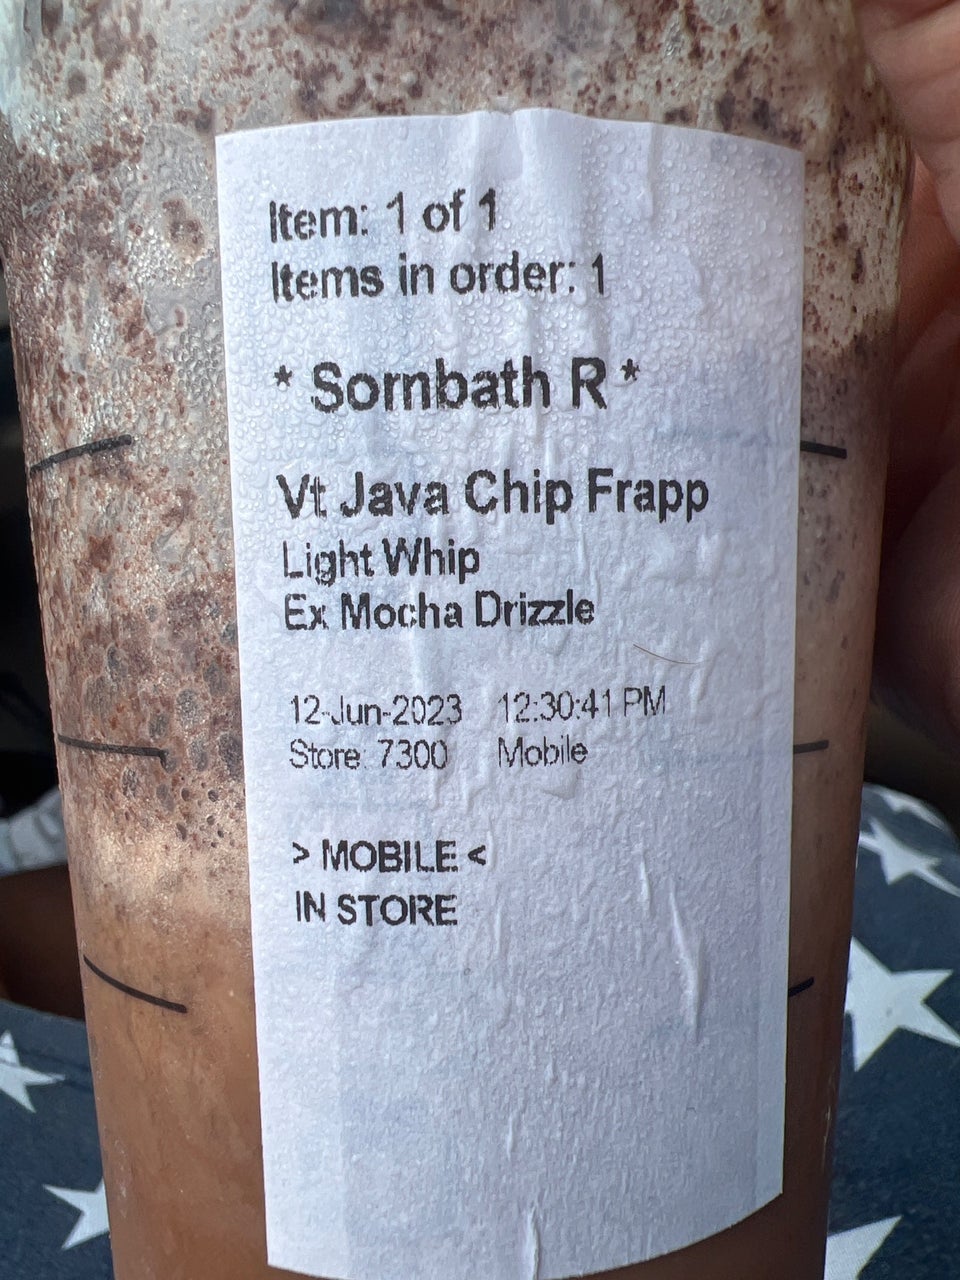 Item: 1 of 1
Items in order: 1
* Sornbath R *
Vt Java Chip Frapp
Light Whip
Ex Mocha Drizzle
12-Jun-2023 12:30:41 PM
Store: 7300 Mobile
> MOBILE <
IN STORE